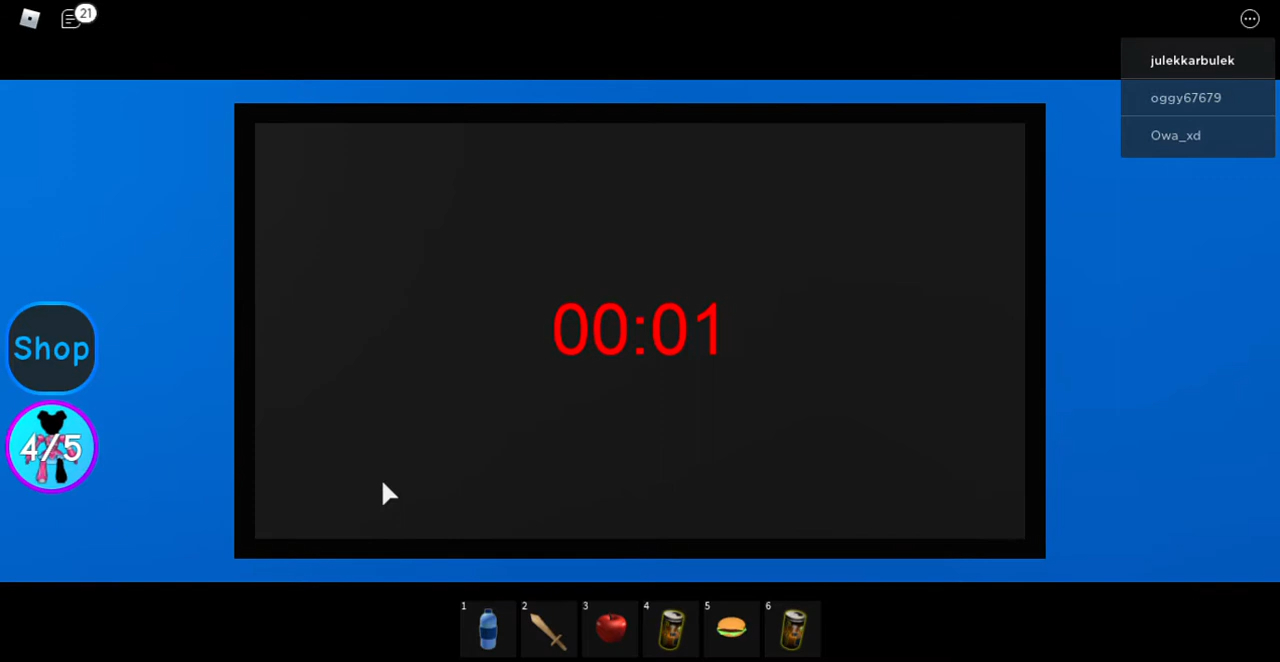 21
julekkarbulek
oggy67679
Owa_xd
00:01
Shop
4/5
1 2 3 4 5 6